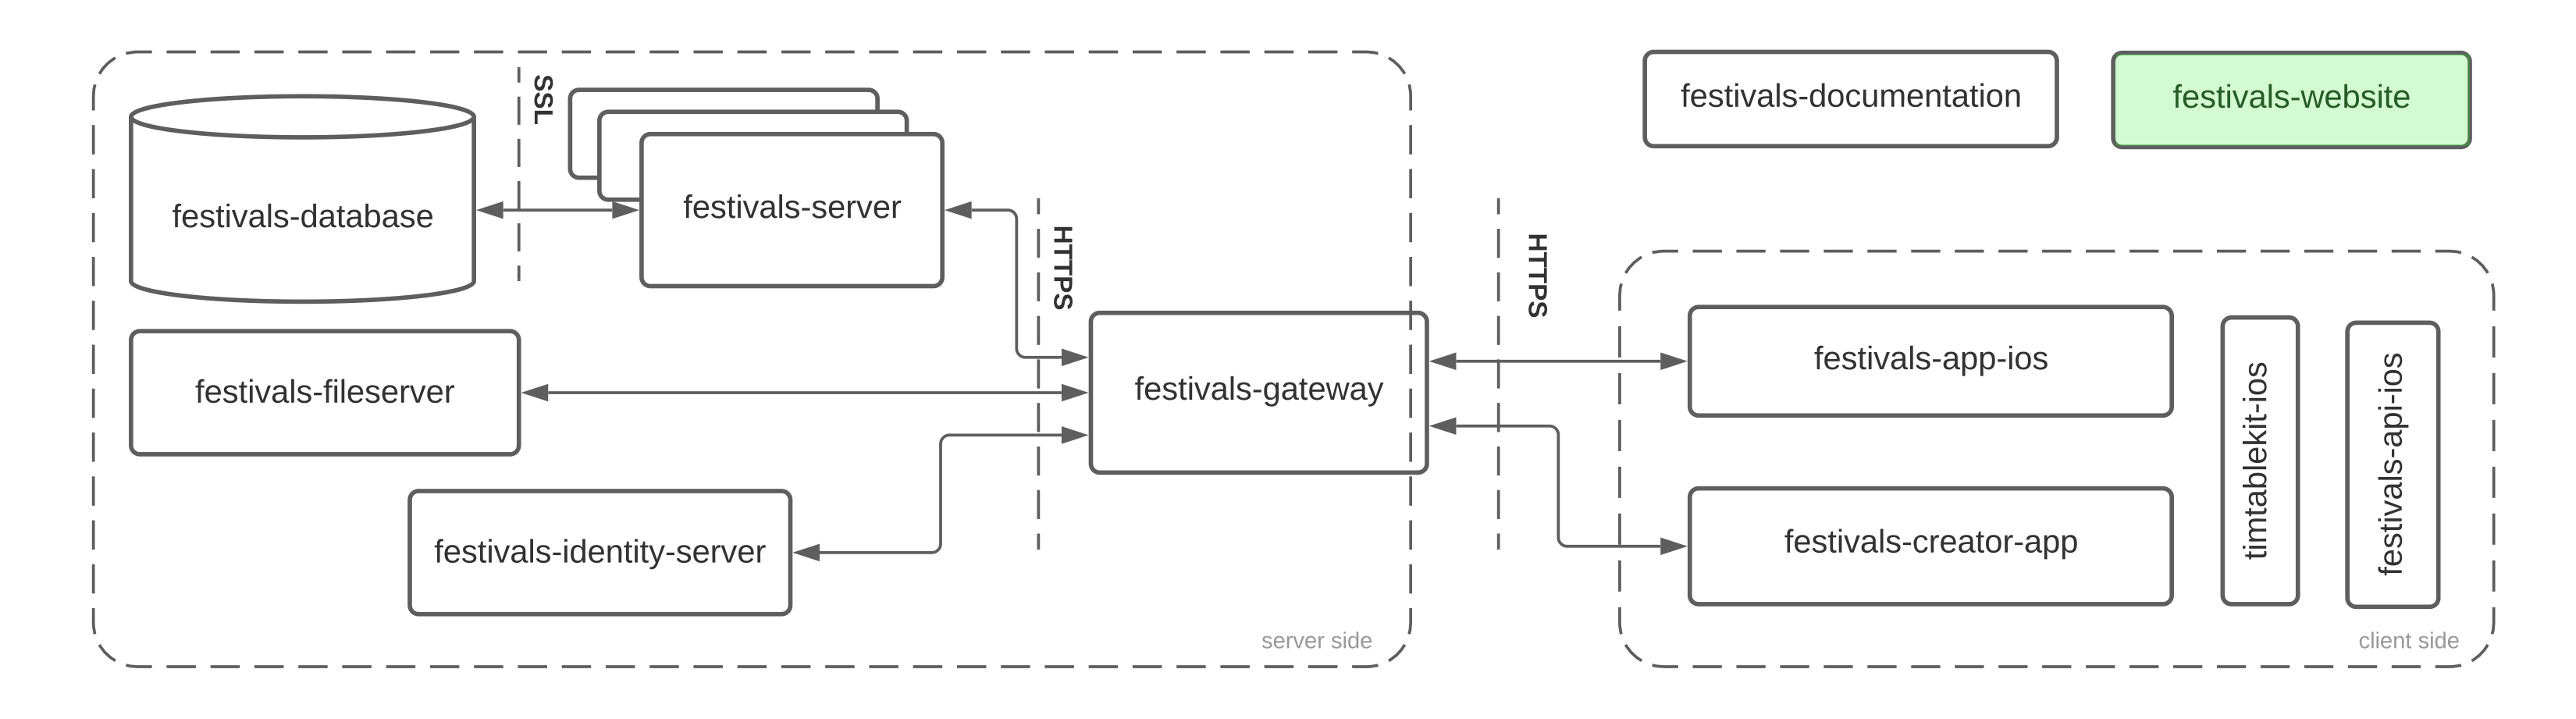 SSL
festivals-database
festivals-server
festivals-fileserver
festivals-identity-server
HTTPS
festivals-gateway
server side
HTTPS
festivals-documentation
festivals-website
festivals-app-ios
festivals-creator-app
timtablekit-ios
festivals-api-ios
client side